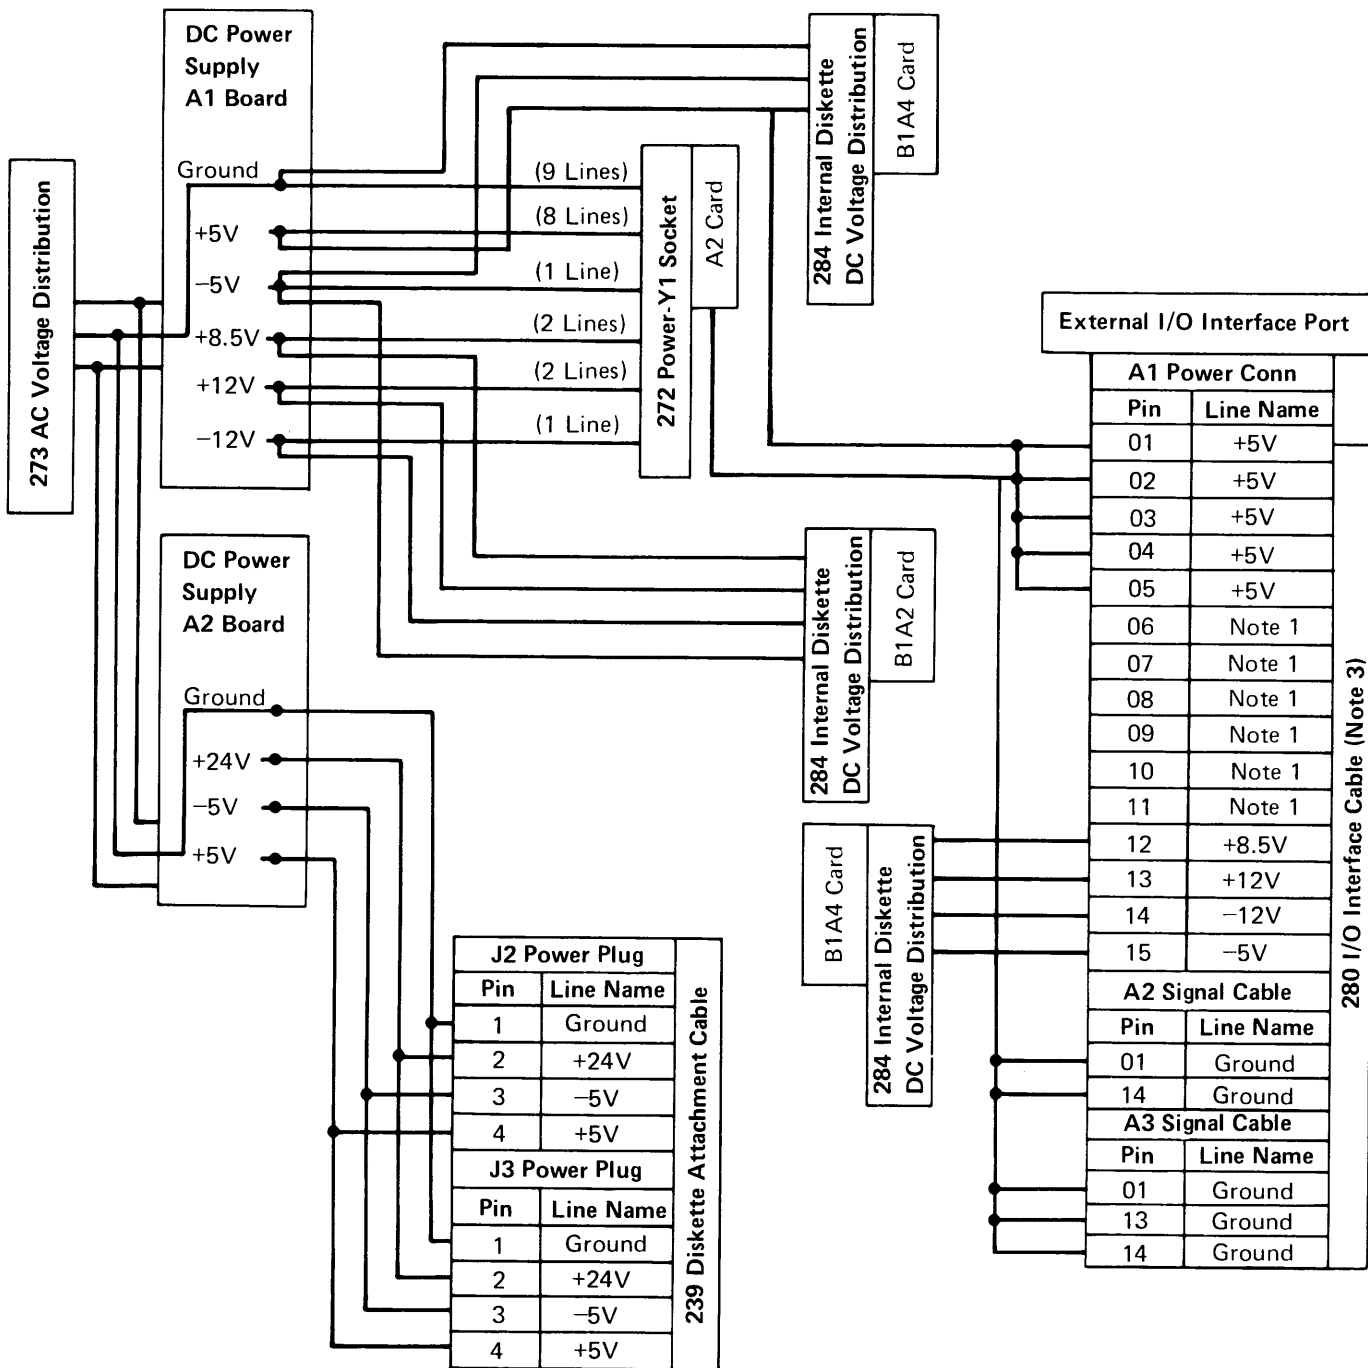 DC Power
Supply
A1 Board
Ground
+5V
−5V
+8.5V
+12V
−12V
273 AC Voltage Distribution
(9 Lines)
(8 Lines)
(1 Line)
(2 Lines)
(2 Lines)
(1 Line)
272 Power-Y1 Socket
A2 Card
284 Internal Diskette
DC Voltage Distribution
B1A4 Card
DC Power
Supply
A2 Board
Ground
+24V
−5V
+5V
284 Internal Diskette
DC Voltage Distribution
B1A2 Card
B1A4 Card
284 Internal Diskette
DC Voltage Distribution
J2 Power Plug
Pin Line Name
1 Ground
2 +24V
3 −5V
4 +5V
J3 Power Plug
Pin Line Name
1 Ground
2 +24V
3 −5V
4 +5V
239 Diskette Attachment Cable
External I/O Interface Port
A1 Power Conn
Pin Line Name
01 +5V
02 +5V
03 +5V
04 +5V
05 +5V
06 Note 1
07 Note 1
08 Note 1
09 Note 1
10 Note 1
11 Note 1
12 +8.5V
13 +12V
14 −12V
15 −5V
A2 Signal Cable
Pin Line Name
01 Ground
14 Ground
A3 Signal Cable
Pin Line Name
01 Ground
13 Ground
14 Ground
280 I/O Interface Cable (Note 3)